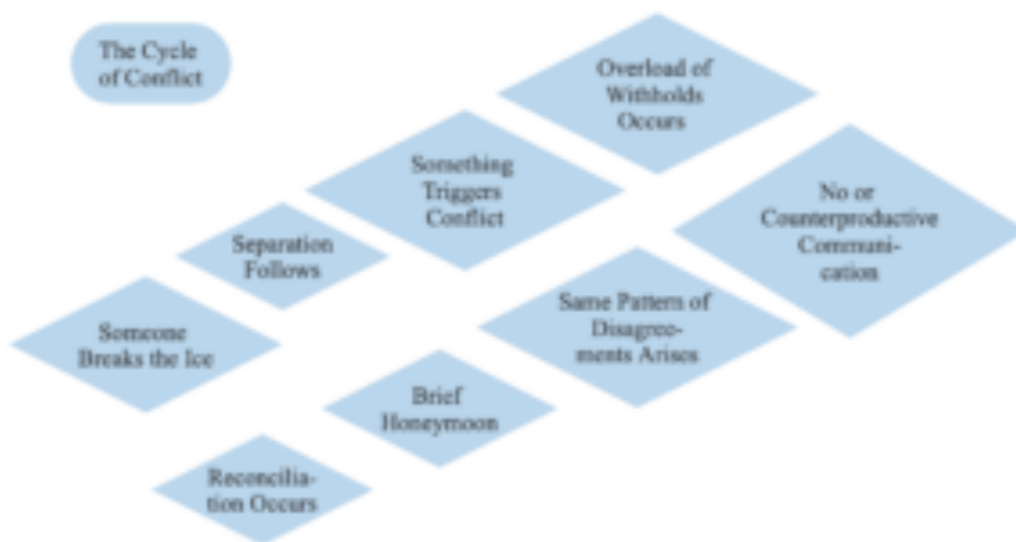 The Cycle
of Conflict
Overload of
Withholds
Occurs
Something
Triggers
Conflict
No or
Counterproductive
Communi-
cation
Separation
Follows
Same Pattern of
Disagree-
ments Arises
Someone
Breaks the Ice
Brief
Honeymoon
Reconcilia-
tion Occurs